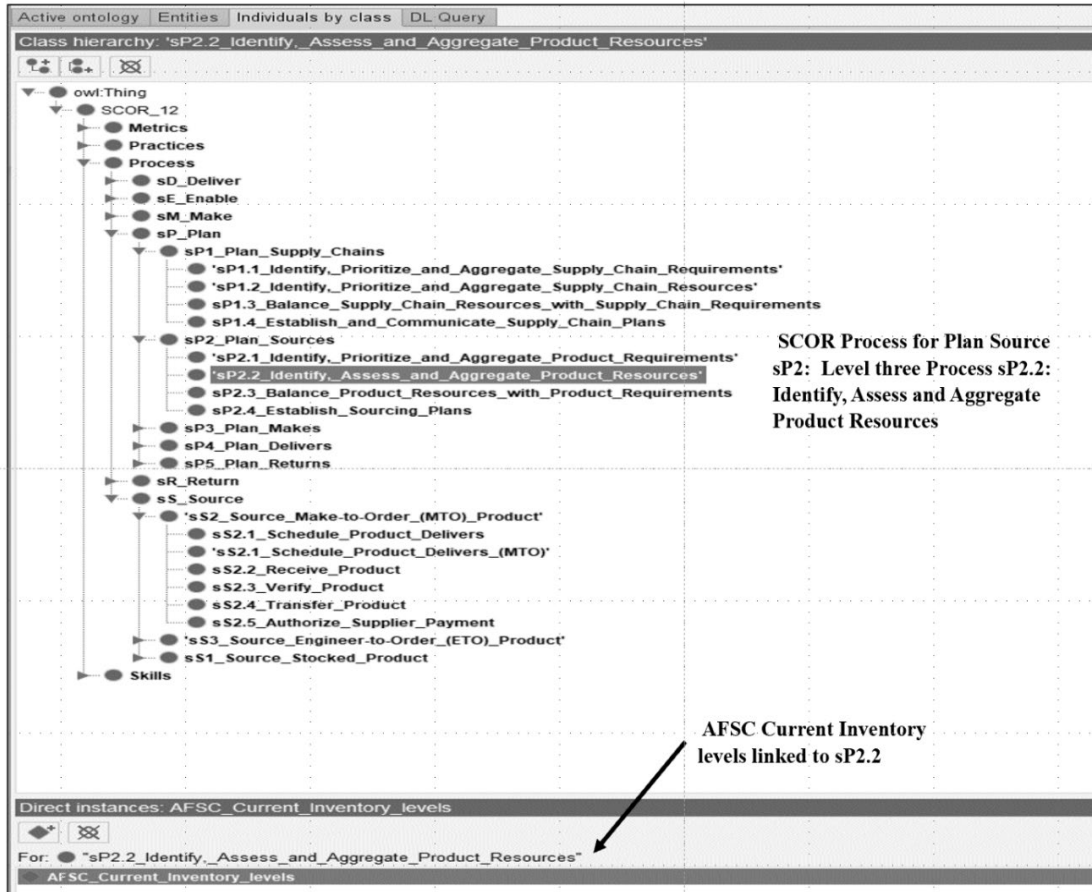 Active ontology Entities Individuals by class DL Query
Class hierarchy: 'sP2.2_Identify,_Assess_and_Aggregate_Product_Resources'
owl:Thing
SCOR_12
Metrics
Practices
Process
sD_Deliver
sE_Enable
sM_Make
sP_Plan
sP1_Plan_Supply_Chains
'sP1.1_Identify,_Prioritize_and_Aggregate_Supply_Chain_Requirements'
'sP1.2_Identify,_Prioritize_and_Aggregate_Supply_Chain_Resources'
sP1.3_Balance_Supply_Chain_Resources_with_Supply_Chain_Requirements
sP1.4_Establish_and_Communicate_Supply_Chain_Plans
sP2_Plan_Sources
'sP2.1_Identify,_Prioritize_and_Aggregate_Product_Requirements'
'sP2.2_Identify,_Assess_and_Aggregate_Product_Resources'
sP2.3_Balance_Product_Resources_with_Product_Requirements
sP2.4_Establish_Sourcing_Plans
sP3_Plan_Makes
sP4_Plan_Delivers
sP5_Plan_Returns
sR_Return
sS_Source
'sS2_Source_Make-to-Order_(MTO)_Product'
sS2.1_Schedule_Product_Delivers
'sS2.1_Schedule_Product_Delivers_(MTO)'
sS2.2_Receive_Product
sS2.3_Verify_Product
sS2.4_Transfer_Product
sS2.5_Authorize_Supplier_Payment
'sS3_Source_Engineer-to-Order_(ETO)_Product'
sS1_Source_Stocked_Product
Skills
SCOR Process for Plan Source
sP2: Level three Process sP2.2:
Identify, Assess and Aggregate
Product Resources
AFSC Current Inventory
levels linked to sP2.2
Direct instances: AFSC_Current_Inventory_levels
For: "sP2.2_Identify,_Assess_and_Aggregate_Product_Resources"
AFSC_Current_Inventory_levels